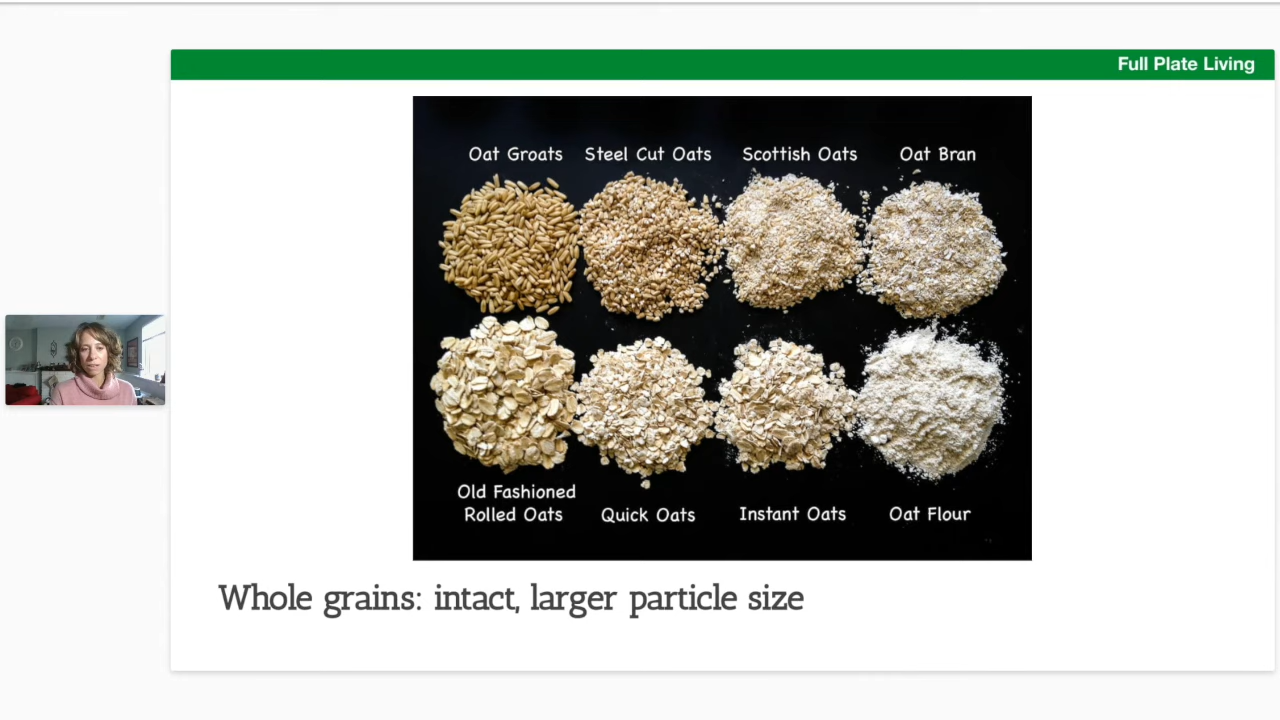 Full Plate Living
Oat Groats
Steel Cut Oats
Scottish Oats
Oat Bran
Old Fashioned
Rolled Oats
Quick Oats
Instant Oats
Oat Flour
Whole grains: intact, larger particle size